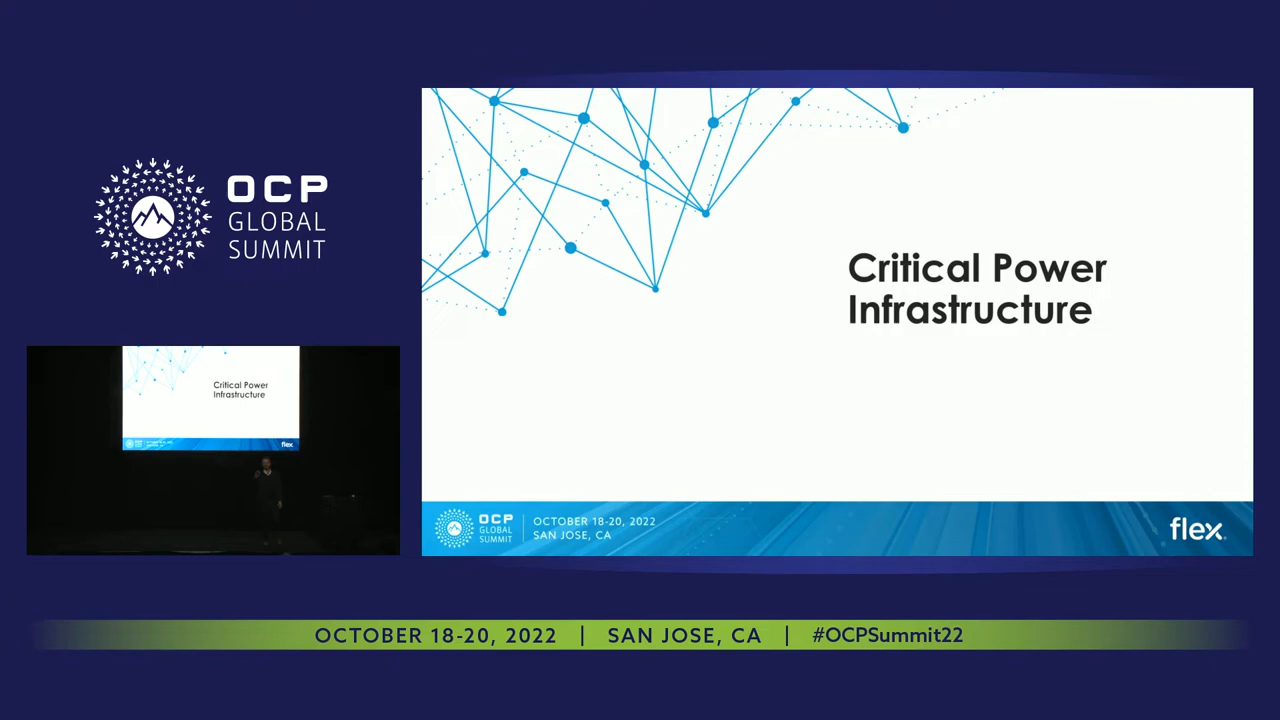 OCP
GLOBAL
SUMMIT
Critical Power
Infrastructure
OCP
GLOBAL
SUMMIT
OCTOBER 18-20, 2022
SAN JOSE, CA
flex.
Critical Power
Infrastructure
flex
OCTOBER 18-20, 2022 | SAN JOSE, CA | #OCPSummit22